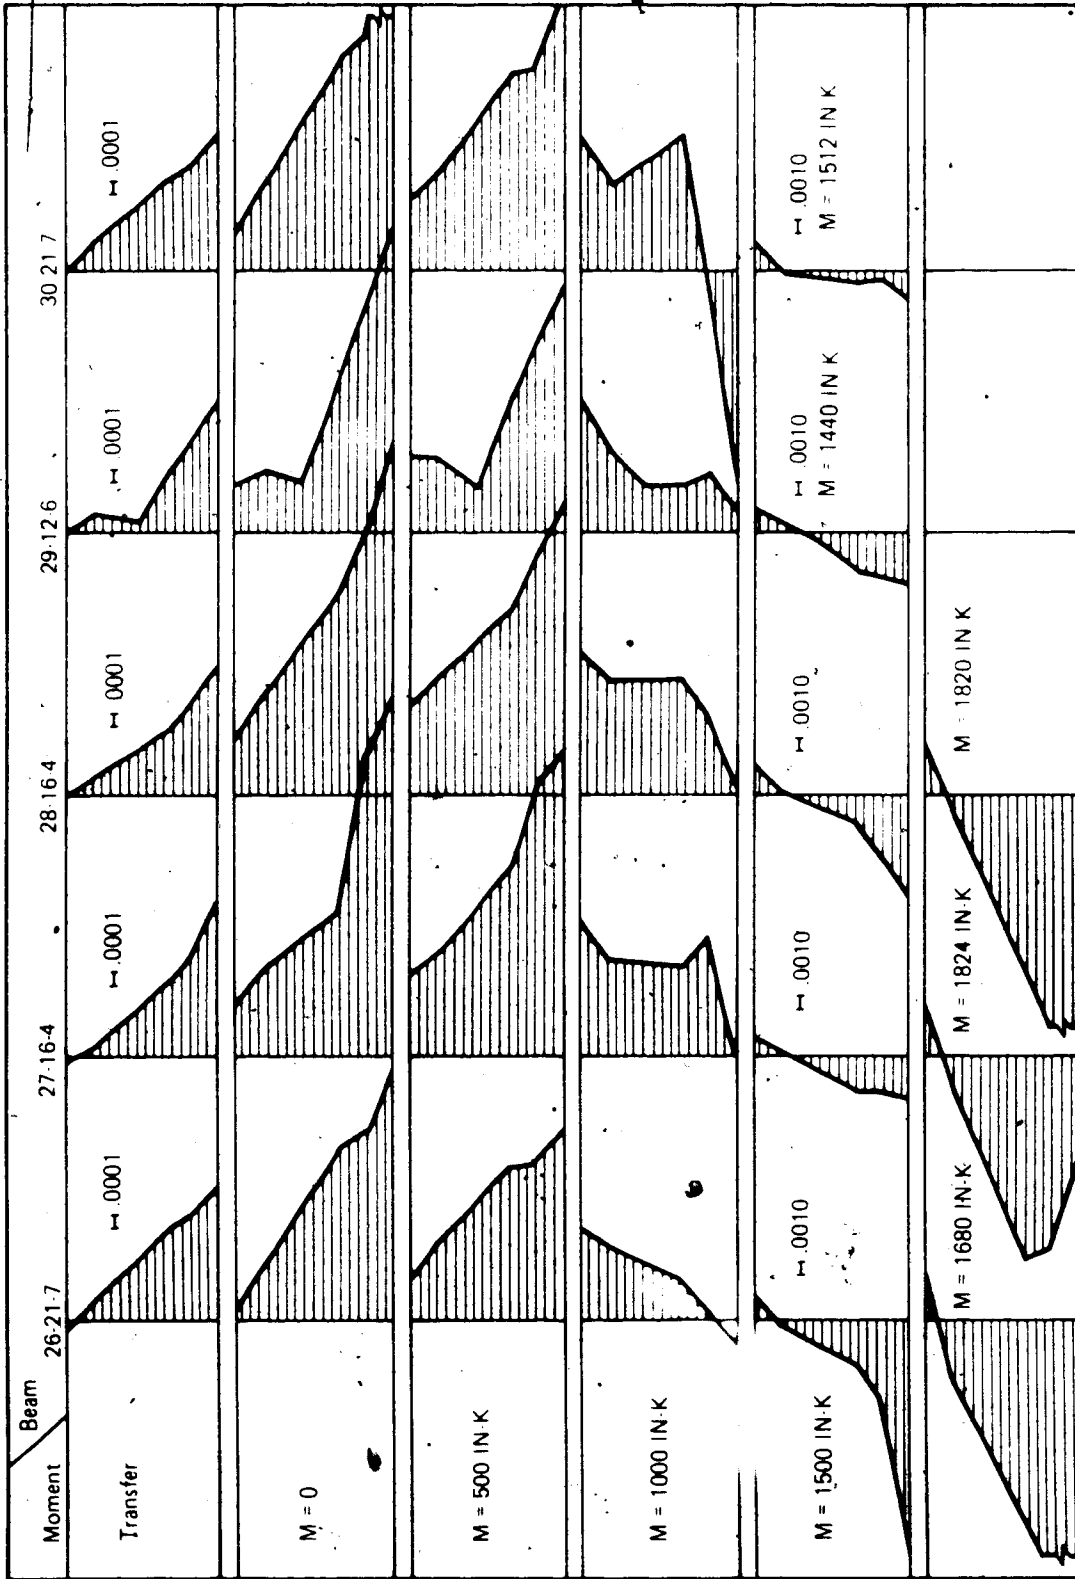 Moment
Beam
26-21-7
27-16-4
28-16-4
29-12-6
30 21 7
Transfer
I .0001
I .0001
I 0001
I .0001
I .0001
M = 0
M = 500 IN-K
M = 1000 IN-K
M = 1500 IN-K
I .0010
I .0010
I .0010
I .0010
M = 1440 IN K
I .0010
M = 1512 IN K
M = 1680 IN-K
M = 1824 IN-K
M 1820 IN K